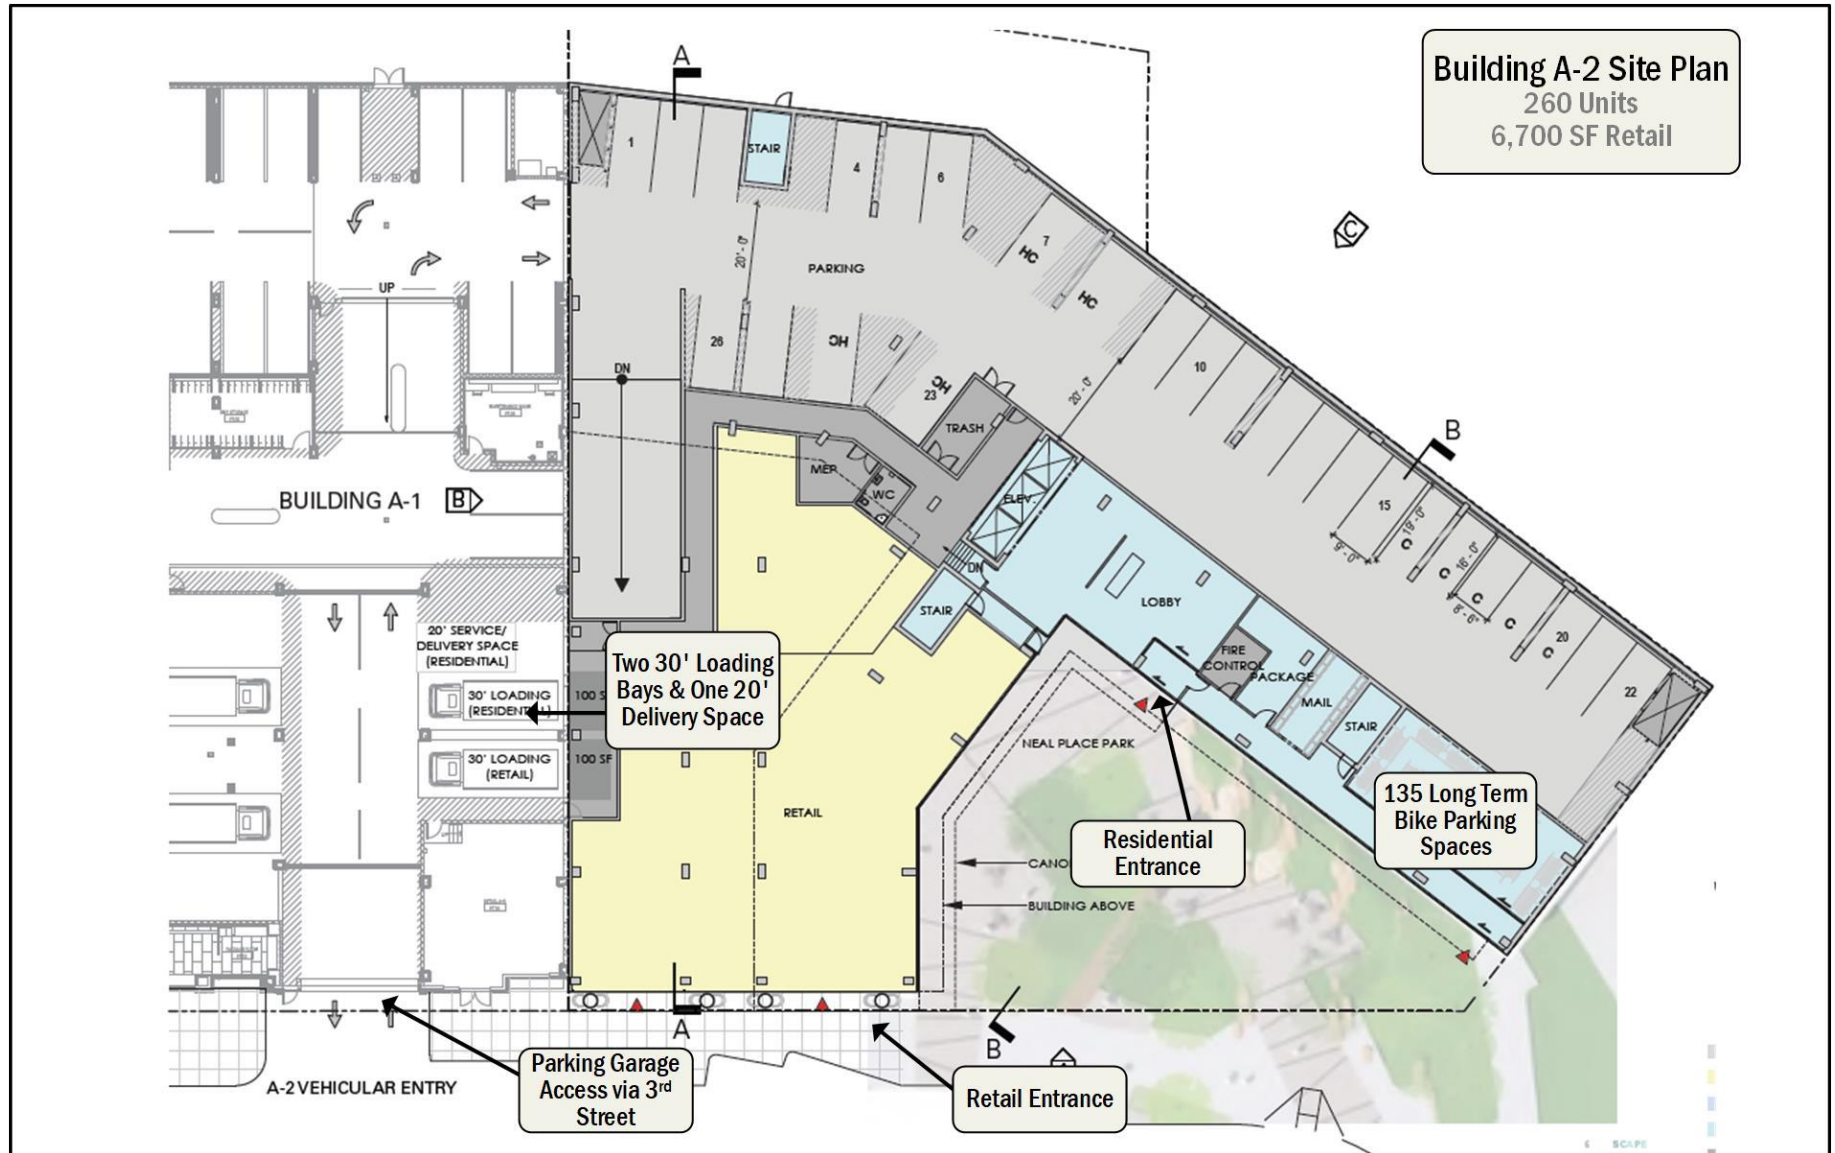 Building A-2 Site Plan
260 Units
6,700 SF Retail
A
C
1
STAIR
4
6
7
HC
HC
20' - 0"
PARKING
UP
26
HC
10
DN
23
HC
20' - 0"
TRASH
B
MEP
WC
ELEV.
BUILDING A-1
B
15
19' - 0"
9' - 0"
C
16' - 0"
C
C
8' - 6"
C
20
C
22
DN
STAIR
LOBBY
20' SERVICE/
DELIVERY SPACE
(RESIDENTIAL)
FIRE
CONTROL
PACKAGE
MAIL
STAIR
Two 30' Loading
Bays & One 20'
Delivery Space
30' LOADING
100 S
NEAL PLACE PARK
30' LOADING
(RETAIL)
100 SF
RETAIL
135 Long Term
Bike Parking
Spaces
Residential
Entrance
CANO
BUILDING ABOVE
A
B
Parking Garage
Access via 3rd
Street
A-2 VEHICULAR ENTRY
Retail Entrance
6 SCAPE